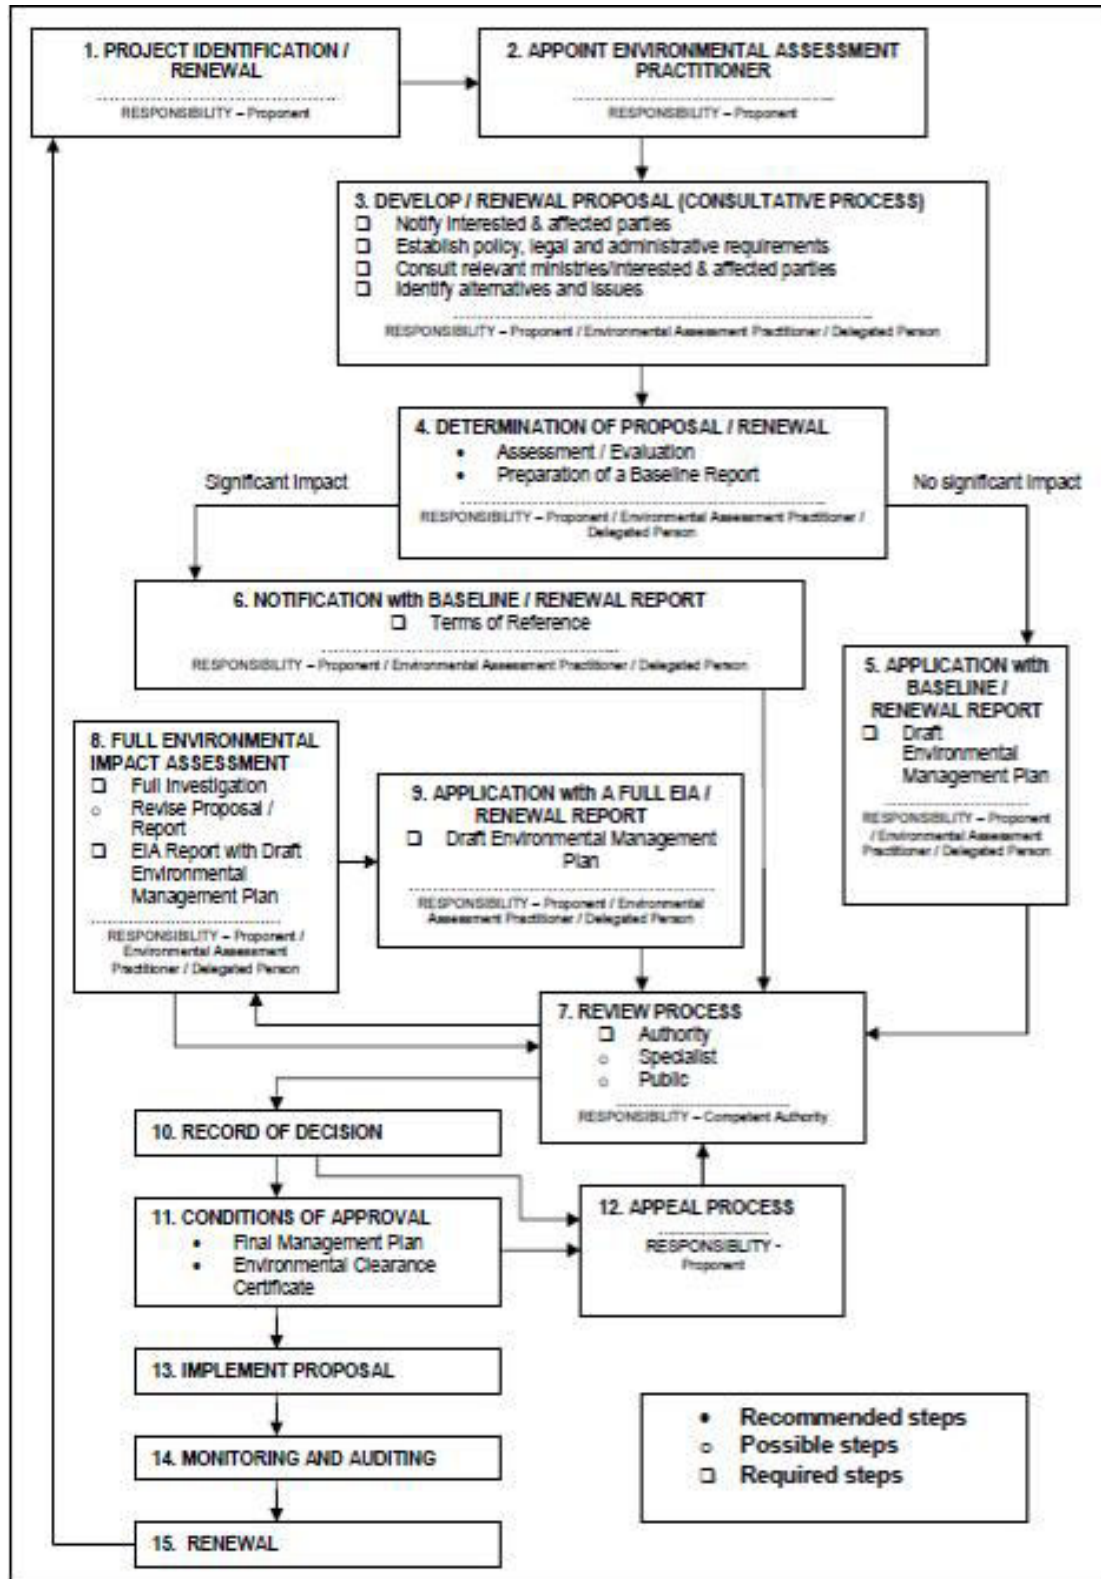 1. PROJECT IDENTIFICATION /
RENEWAL
RESPONSIBILITY – Proponent
2. APPOINT ENVIRONMENTAL ASSESSMENT
PRACTITIONER
RESPONSIBILITY – Proponent
3. DEVELOP / RENEWAL PROPOSAL (CONSULTATIVE PROCESS)
❑ Notify interested & affected parties
❑ Establish policy, legal and administrative requirements
❑ Consult relevant ministries/interested & affected parties
❑ Identify alternatives and issues
RESPONSIBILITY – Proponent / Environmental Assessment Practitioner / Delegated Person
4. DETERMINATION OF PROPOSAL / RENEWAL
• Assessment / Evaluation
• Preparation of a Baseline Report
RESPONSIBILITY – Proponent / Environmental Assessment Practitioner /
Delegated Person
Significant Impact
No significant Impact
6. NOTIFICATION with BASELINE / RENEWAL REPORT
❑ Terms of Reference
RESPONSIBILITY – Proponent / Environmental Assessment Practitioner / Delegated Person
5. APPLICATION with
BASELINE /
RENEWAL REPORT
❑ Draft
Environmental
Management Plan
RESPONSIBILITY – Proponent
/ Environmental Assessment
Practitioner / Delegated Person
8. FULL ENVIRONMENTAL
IMPACT ASSESSMENT
❑ Full Investigation
○ Revise Proposal /
Report
❑ EIA Report with Draft
Environmental
Management Plan
RESPONSIBILITY – Proponent /
Environmental Assessment
Practitioner / Delegated Person
9. APPLICATION with A FULL EIA /
RENEWAL REPORT
❑ Draft Environmental Management
Plan
RESPONSIBILITY – Proponent / Environmental
Assessment Practitioner / Delegated Person
7. REVIEW PROCESS
❑ Authority
○ Specialist
○ Public
RESPONSIBILITY – Competent Authority
10. RECORD OF DECISION
11. CONDITIONS OF APPROVAL
• Final Management Plan
• Environmental Clearance
Certificate
12. APPEAL PROCESS
RESPONSIBLITY -
Proponent
13. IMPLEMENT PROPOSAL
14. MONITORING AND AUDITING
15. RENEWAL
• Recommended steps
○ Possible steps
❑ Required steps